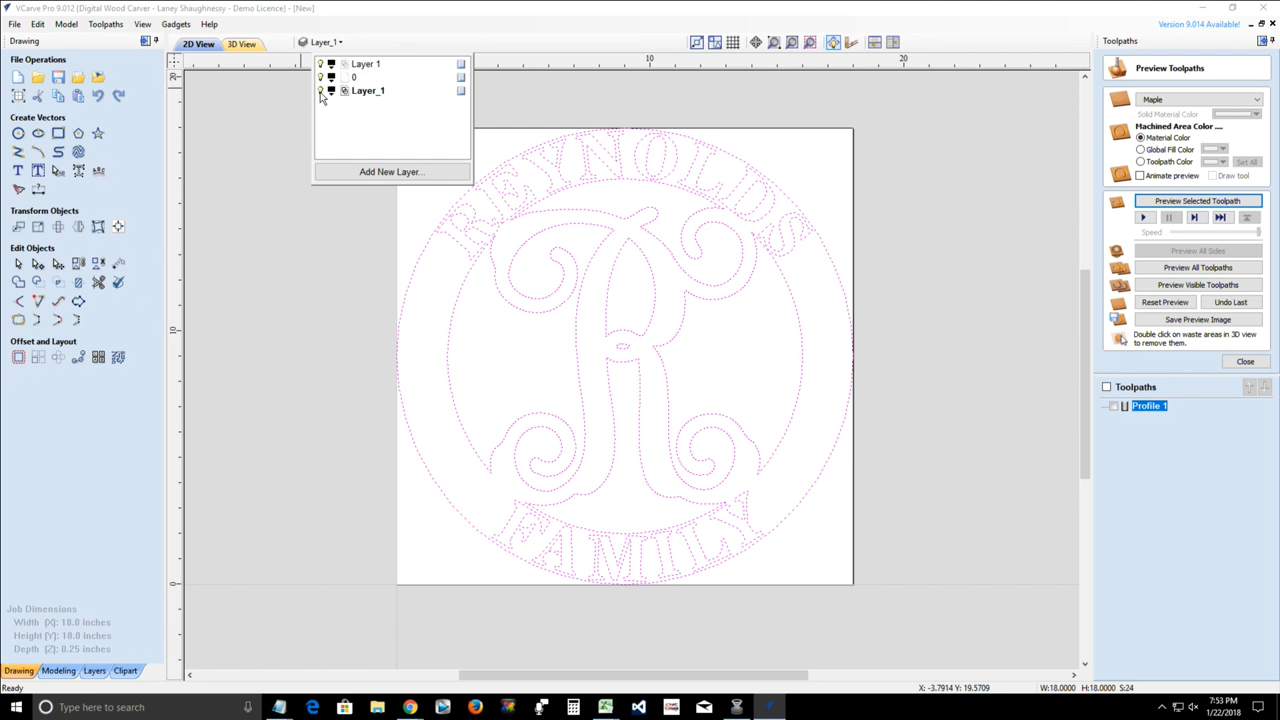 VCarve Pro 9.012 {Digital Wood Carver - Laney Shaughnessy - Demo Licence} - [New]
File Edit Model Toolpaths View Gadgets Help
Version 9.014 Available!
Drawing
2D View 3D View
Layer_1
Toolpaths
File Operations
Create Vectors
Transform Objects
Edit Objects
Offset and Layout
Job Dimensions
Width (X): 18.0 inches
Height (Y): 18.0 inches
Depth (Z): 0.25 inches
Drawing Modeling Layers Clipart
Layer 1
0
Layer_1
Add New Layer...
10
20
20
10
0
R
FAMILY
Preview Toolpaths
Maple
Solid Material Color
Machined Area Color ....
Material Color
Global Fill Color
Toolpath Color
Set All
Animate preview
Draw tool
Preview Selected Toolpath
Speed
Preview All Sides
Preview All Toolpaths
Preview Visible Toolpaths
Reset Preview
Undo Last
Save Preview Image
Double click on waste areas in 3D view
to remove them.
Close
Toolpaths
Profile 1
Ready
X: -3.7914 Y: 19.5709
W:18.0000 H:18.0000 S:24
Type here to search
7:53 PM
1/22/2018